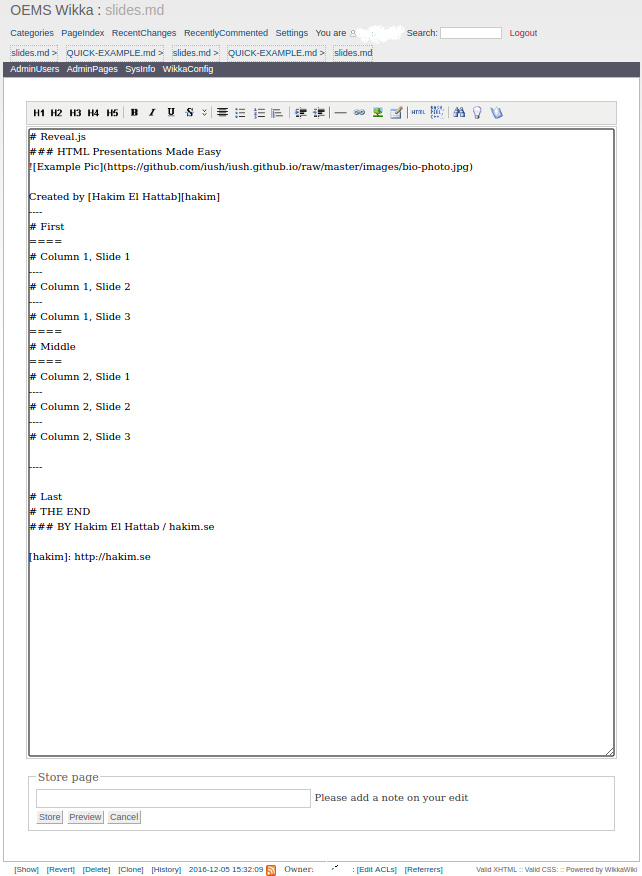 OEMS Wikka : slides.md
Categories PageIndex RecentChanges RecentlyCommented Settings You are Search: Logout
slides.md > QUICK-EXAMPLE.md > slides.md > QUICK-EXAMPLE.md > slides.md
AdminUsers AdminPages SysInfo WikkaConfig
H1 H2 H3 H4 H5 B I U S HTML
# Reveal.js
### HTML Presentations Made Easy
![Example Pic](https://github.com/iush/iush.github.io/raw/master/images/bio-photo.jpg)
Created by [Hakim El Hattab][hakim]
----
# First
====
# Column 1, Slide 1
----
# Column 1, Slide 2
----
# Column 1, Slide 3
====
# Middle
====
# Column 2, Slide 1
----
# Column 2, Slide 2
----
# Column 2, Slide 3
----
# Last
# THE END
### BY Hakim El Hattab / hakim.se
[hakim]: http://hakim.se
Store page
Please add a note on your edit
Store Preview Cancel
[Show] [Revert] [Delete] [Clone] [History] 2016-12-05 15:32:09 Owner: : [Edit ACLs] [Referrers] Valid XHTML :: Valid CSS: :: Powered by WikkaWiki